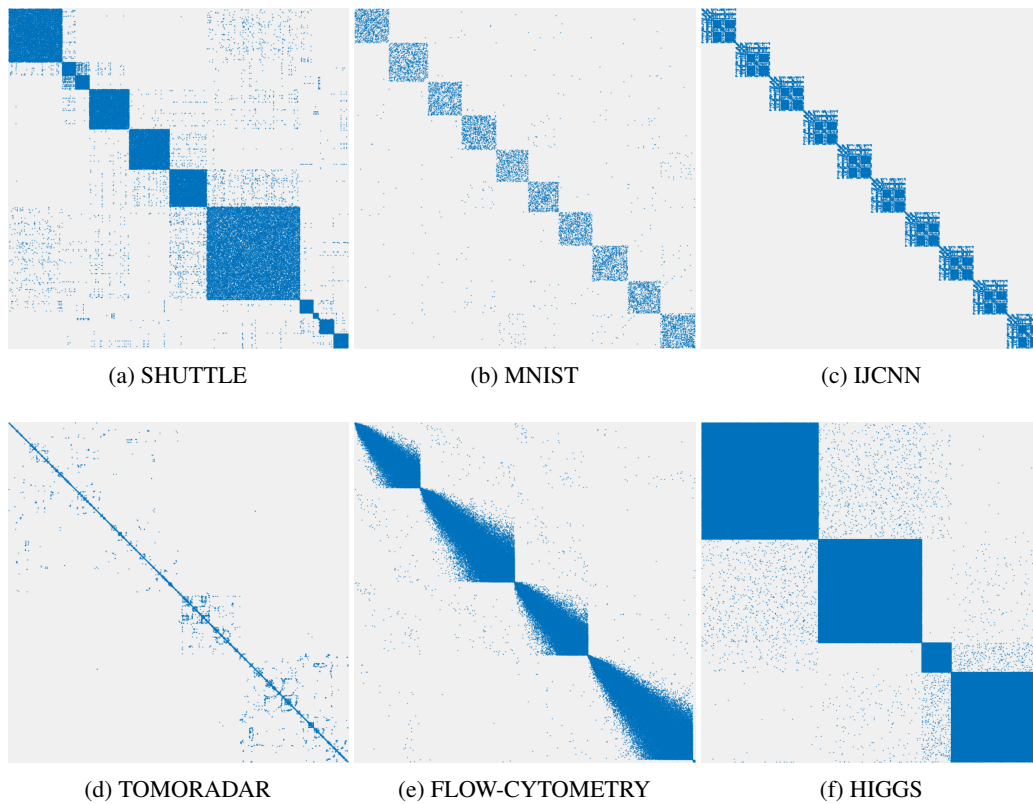 (a) SHUTTLE
(b) MNIST
(c) IJCNN
(d) TOMORADAR
(e) FLOW-CYTOMETRY
(f) HIGGS